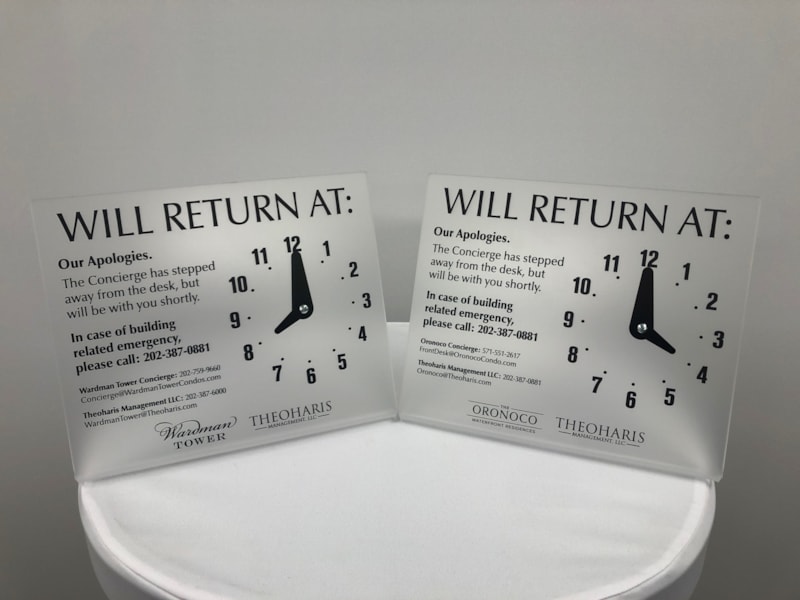 WILL RETURN AT:
Our Apologies.
The Concierge has stepped
away from the desk, but
will be with you shortly.
In case of building
related emergency,
please call: 202-387-0881
Wardman Tower Concierge: 202-759-9660
Concierge@WardmanTowerCondos.com
Theoharis Management LLC: 202-387-6000
WardmanTower@Theoharis.com
12
1
2
3
4
5
6
7
8
9
10
11
Wardman
TOWER
THEOHARIS
MANAGEMENT, LLC
WILL RETURN AT:
Our Apologies.
The Concierge has stepped
away from the desk, but
will be with you shortly.
In case of building
related emergency,
please call: 202-387-0881
Oronoco Concierge: 571-551-2617
FrontDesk@OronocoCondo.com
Theoharis Management LLC: 202-387-0881
Oronoco@Theoharis.com
12
1
2
3
4
5
6
7
8
9
10
11
THE
ORONOCO
WATERFRONT RESIDENCES
THEOHARIS
MANAGEMENT, LLC